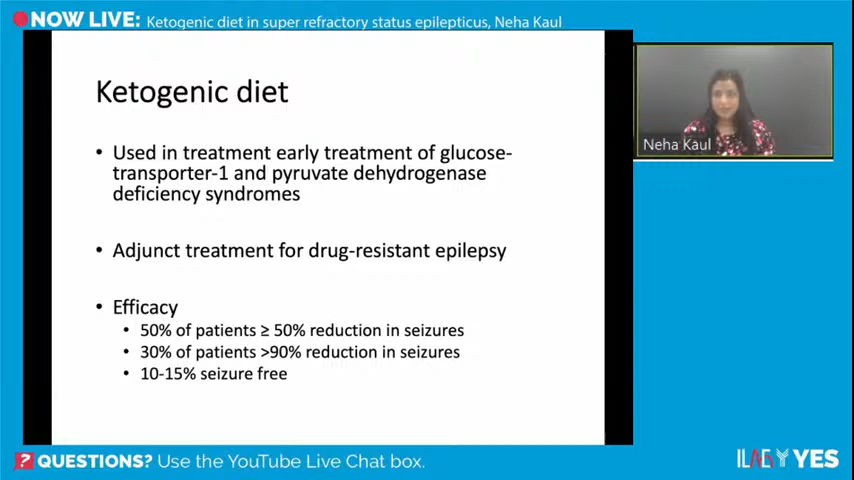 NOW LIVE: Ketogenic diet in super refractory status epilepticus, Neha Kaul
Ketogenic diet
• Used in treatment early treatment of glucose-
transporter-1 and pyruvate dehydrogenase
deficiency syndromes
• Adjunct treatment for drug-resistant epilepsy
• Efficacy
• 50% of patients ≥ 50% reduction in seizures
• 30% of patients >90% reduction in seizures
• 10-15% seizure free
Neha Kaul
? QUESTIONS? Use the YouTube Live Chat box.
ILAE YES